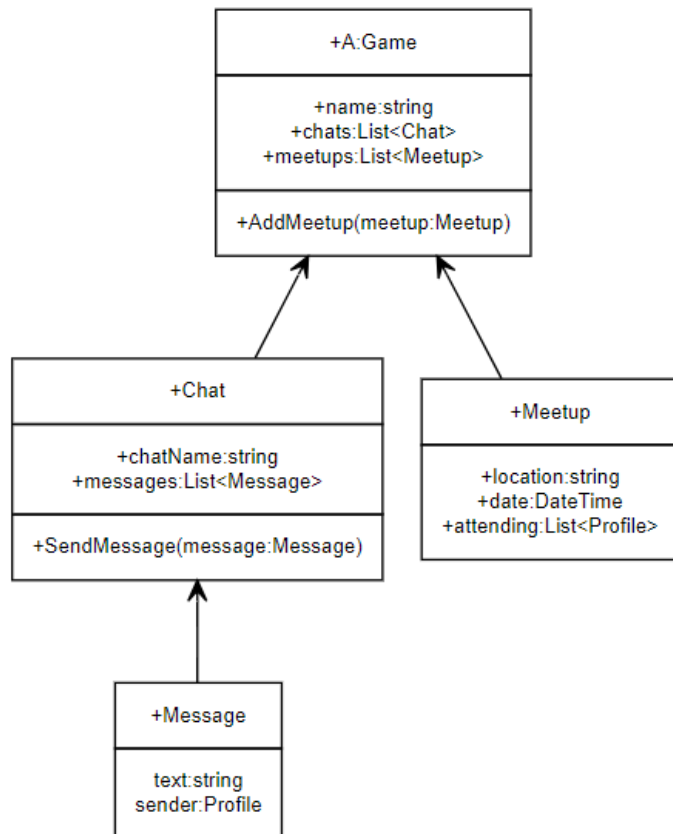 +A:Game
+name:string
+chats:List<Chat>
+meetups:List<Meetup>
+AddMeetup(meetup:Meetup)
+Chat
+chatName:string
+messages:List<Message>
+SendMessage(message:Message)
+Meetup
+location:string
+date:DateTime
+attending:List<Profile>
+Message
text:string
sender:Profile